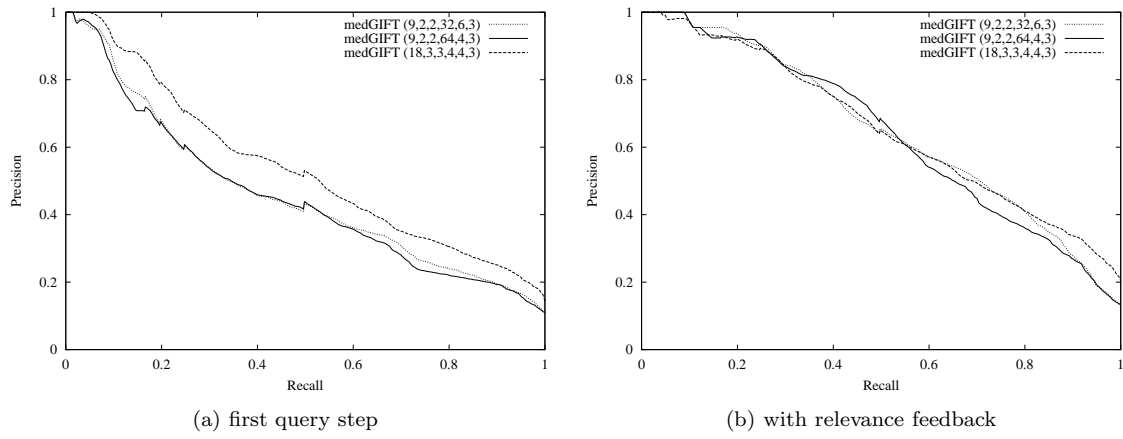 1
0.8
0.6
0.4
0.2
0
0 0.2 0.4 0.6 0.8 1
Precision
Recall
medGIFT (9,2,2,32,6,3)
medGIFT (9,2,2,64,4,3)
medGIFT (18,3,3,4,4,3)
(a) first query step
1
0.8
0.6
0.4
0.2
0
0 0.2 0.4 0.6 0.8 1
Precision
Recall
medGIFT (9,2,2,32,6,3)
medGIFT (9,2,2,64,4,3)
medGIFT (18,3,3,4,4,3)
(b) with relevance feedback